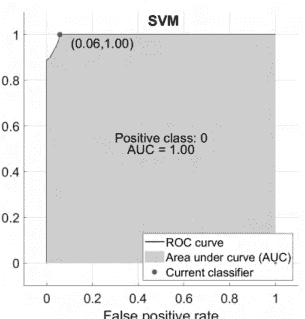 SVM
1
(0.06,1.00)
0.8
0.6
Positive class: 0
AUC = 1.00
0.4
0.2
ROC curve
0
Area under curve (AUC)
Current classifier
0 0.2 0.4 0.6 0.8 1
False positive rate